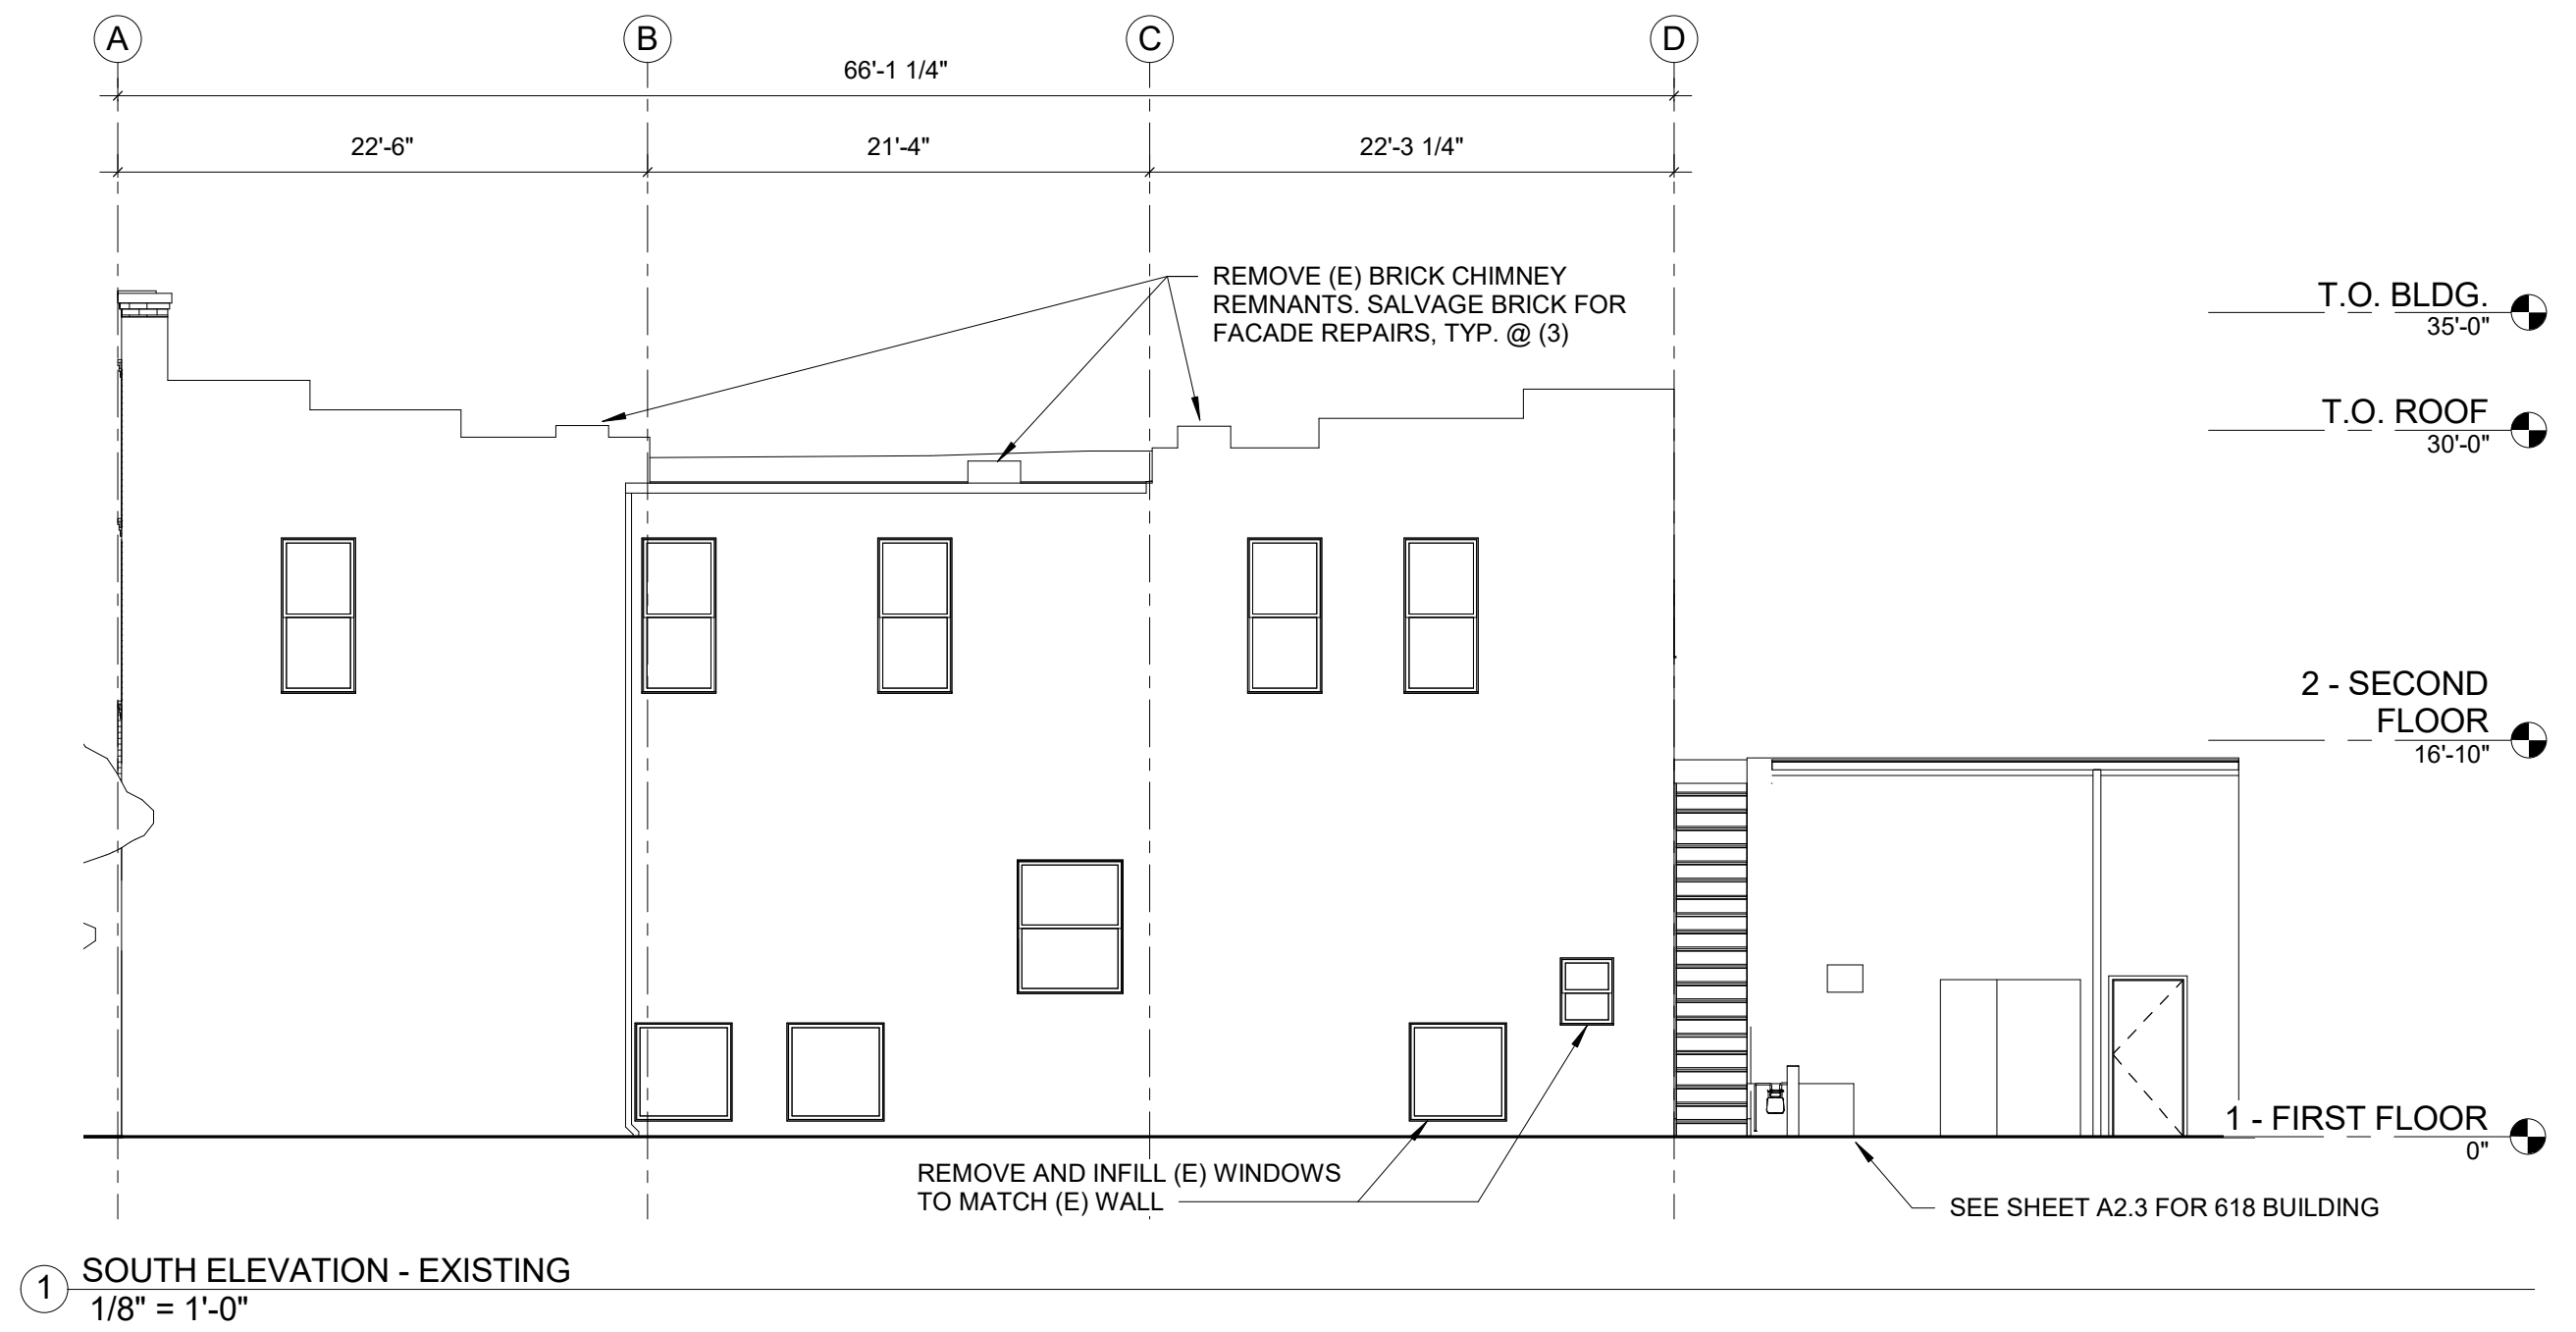 A
B
C
D
66'-1 1/4"
22'-6"
21'-4"
22'-3 1/4"
REMOVE (E) BRICK CHIMNEY
REMNANTS. SALVAGE BRICK FOR
FACADE REPAIRS, TYP. @ (3)
T.O. BLDG.
35'-0"
T.O. ROOF
30'-0"
2 - SECOND
FLOOR
16'-10"
1 - FIRST FLOOR
0"
REMOVE AND INFILL (E) WINDOWS
TO MATCH (E) WALL
SEE SHEET A2.3 FOR 618 BUILDING
1
SOUTH ELEVATION - EXISTING
1/8" = 1'-0"